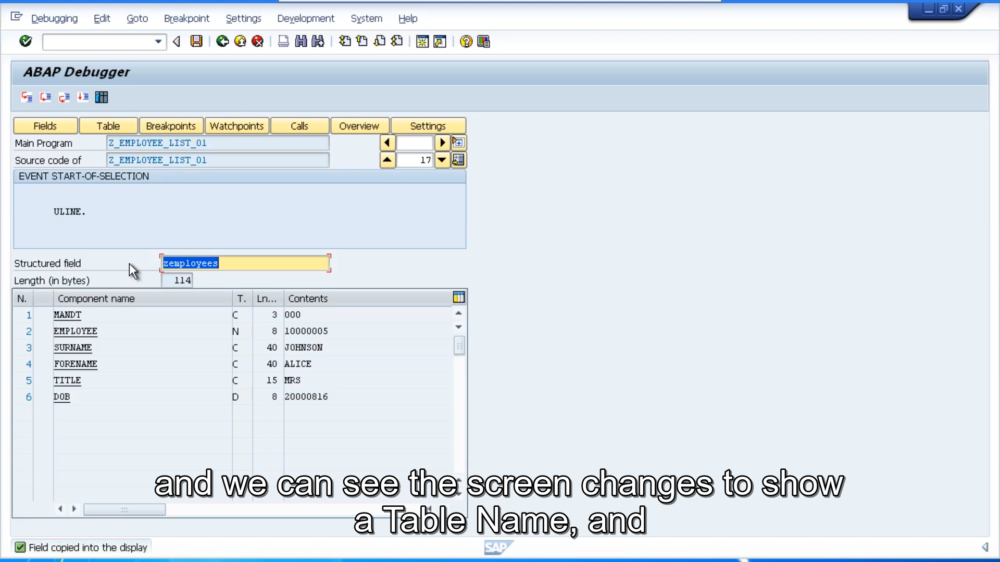 Debugging Edit Goto Breakpoint Settings Development System Help
ABAP Debugger
Fields Table Breakpoints Watchpoints Calls Overview Settings
Main Program Z_EMPLOYEE_LIST_01
Source code of Z_EMPLOYEE_LIST_01 17
EVENT START-OF-SELECTION
ULINE.
Structured field zemployees
Length (in bytes) 114
N. Component name T. Ln... Contents
1 MANDT C 3 000
2 EMPLOYEE N 8 10000005
3 SURNAME C 40 JOHNSON
4 FORENAME C 40 ALICE
5 TITLE C 15 MRS
6 DOB D 8 20000816
and we can see the screen changes to show
a Table Name, and
Field copied into the display SAP